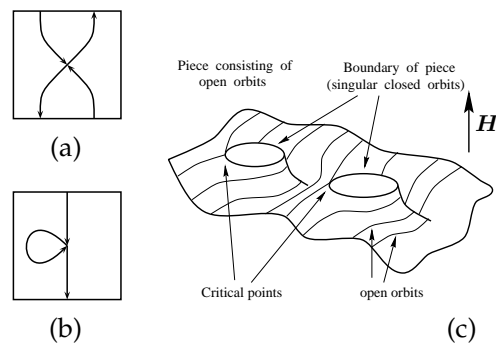 (a)
(b)
Piece consisting of
open orbits
Boundary of piece
(singular closed orbits)
H
Critical points
open orbits
(c)